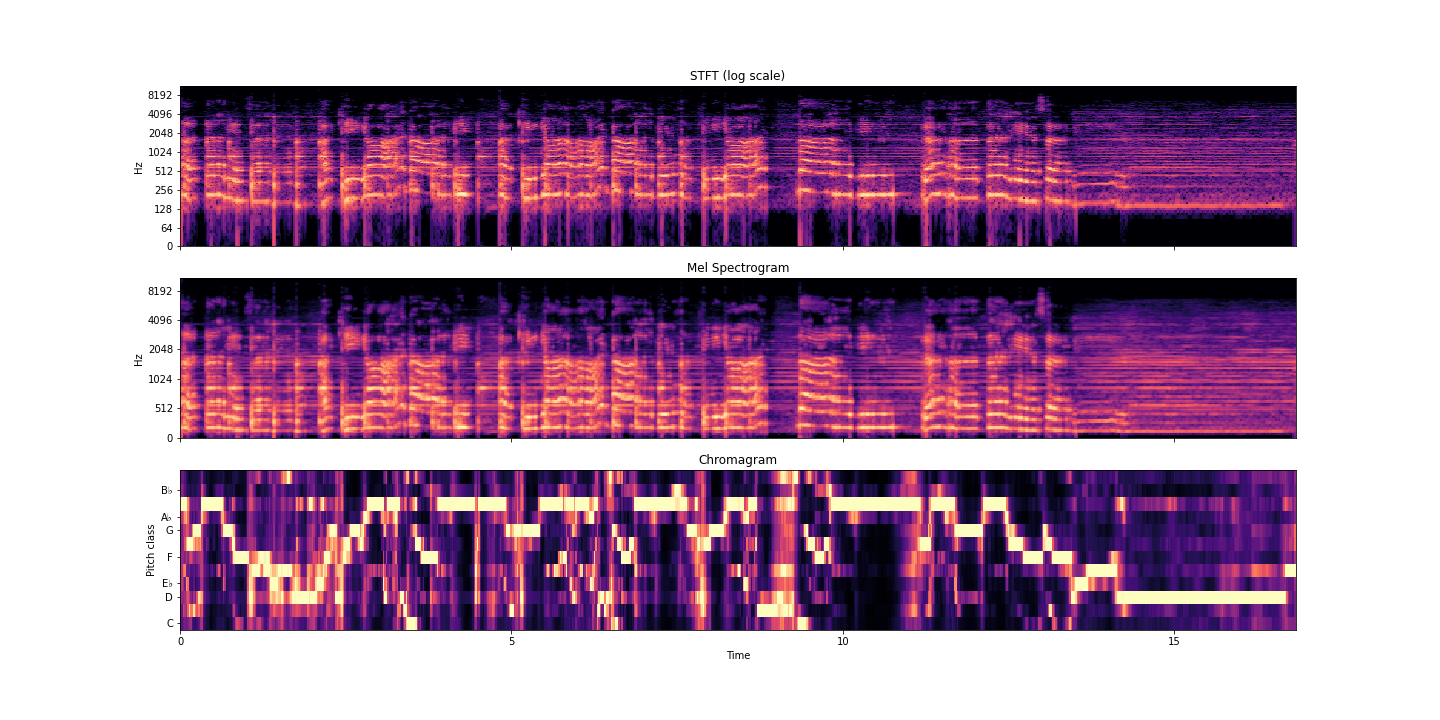 STFT (log scale)
8192
4096
2048
1024
512
256
128
64
0
Hz
Mel Spectrogram
8192
4096
2048
1024
512
0
Hz
Chromagram
B♭
A♭
G
F
E♭
D
C
Pitch class
0
5
10
15
Time